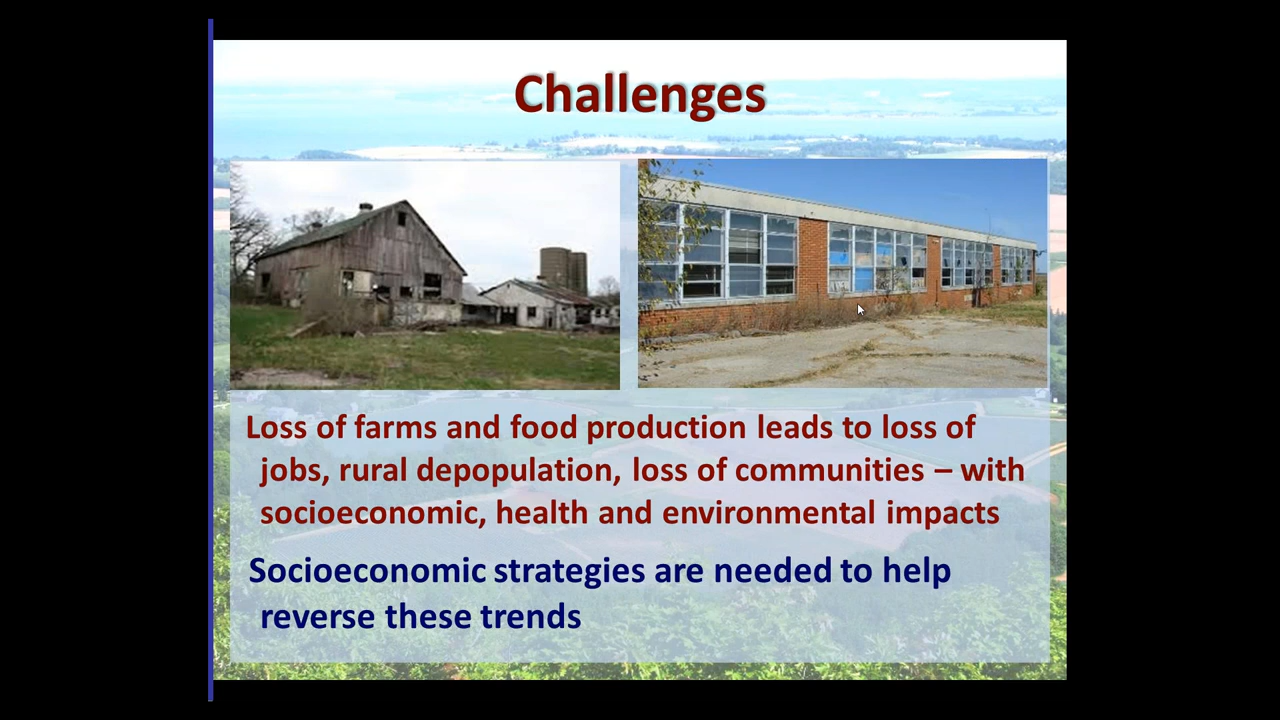 Challenges
Loss of farms and food production leads to loss of
jobs, rural depopulation, loss of communities – with
socioeconomic, health and environmental impacts
Socioeconomic strategies are needed to help
reverse these trends